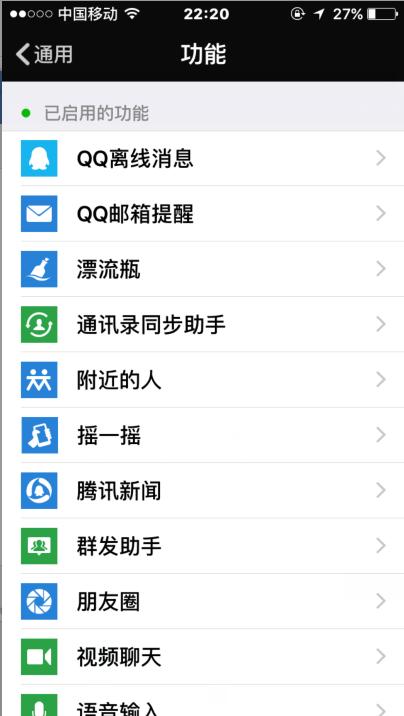 中国移动 22:20 27%
通用 功能
已启用的功能
QQ离线消息
QQ邮箱提醒
漂流瓶
通讯录同步助手
附近的人
摇一摇
腾讯新闻
群发助手
朋友圈
视频聊天
语音输入